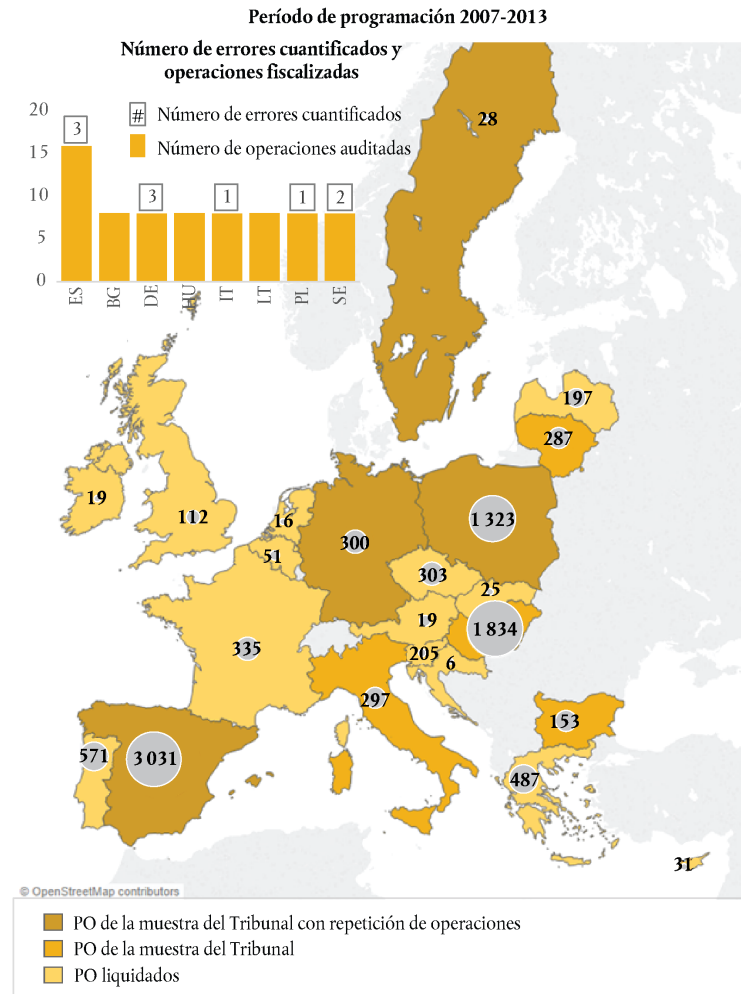 Período de programación 2007-2013
Número de errores cuantificados y
operaciones fiscalizadas
# Número de errores cuantificados
Número de operaciones auditadas
20
15
10
5
0
3
3
1
1
2
ES
BG
DE
HU
IT
LT
PL
SE
28
197
287
19
112
16
51
300
1 323
303
25
19
1 834
335
205
6
297
153
571
3 031
487
31
© OpenStreetMap contributors
PO de la muestra del Tribunal con repetición de operaciones
PO de la muestra del Tribunal
PO liquidados